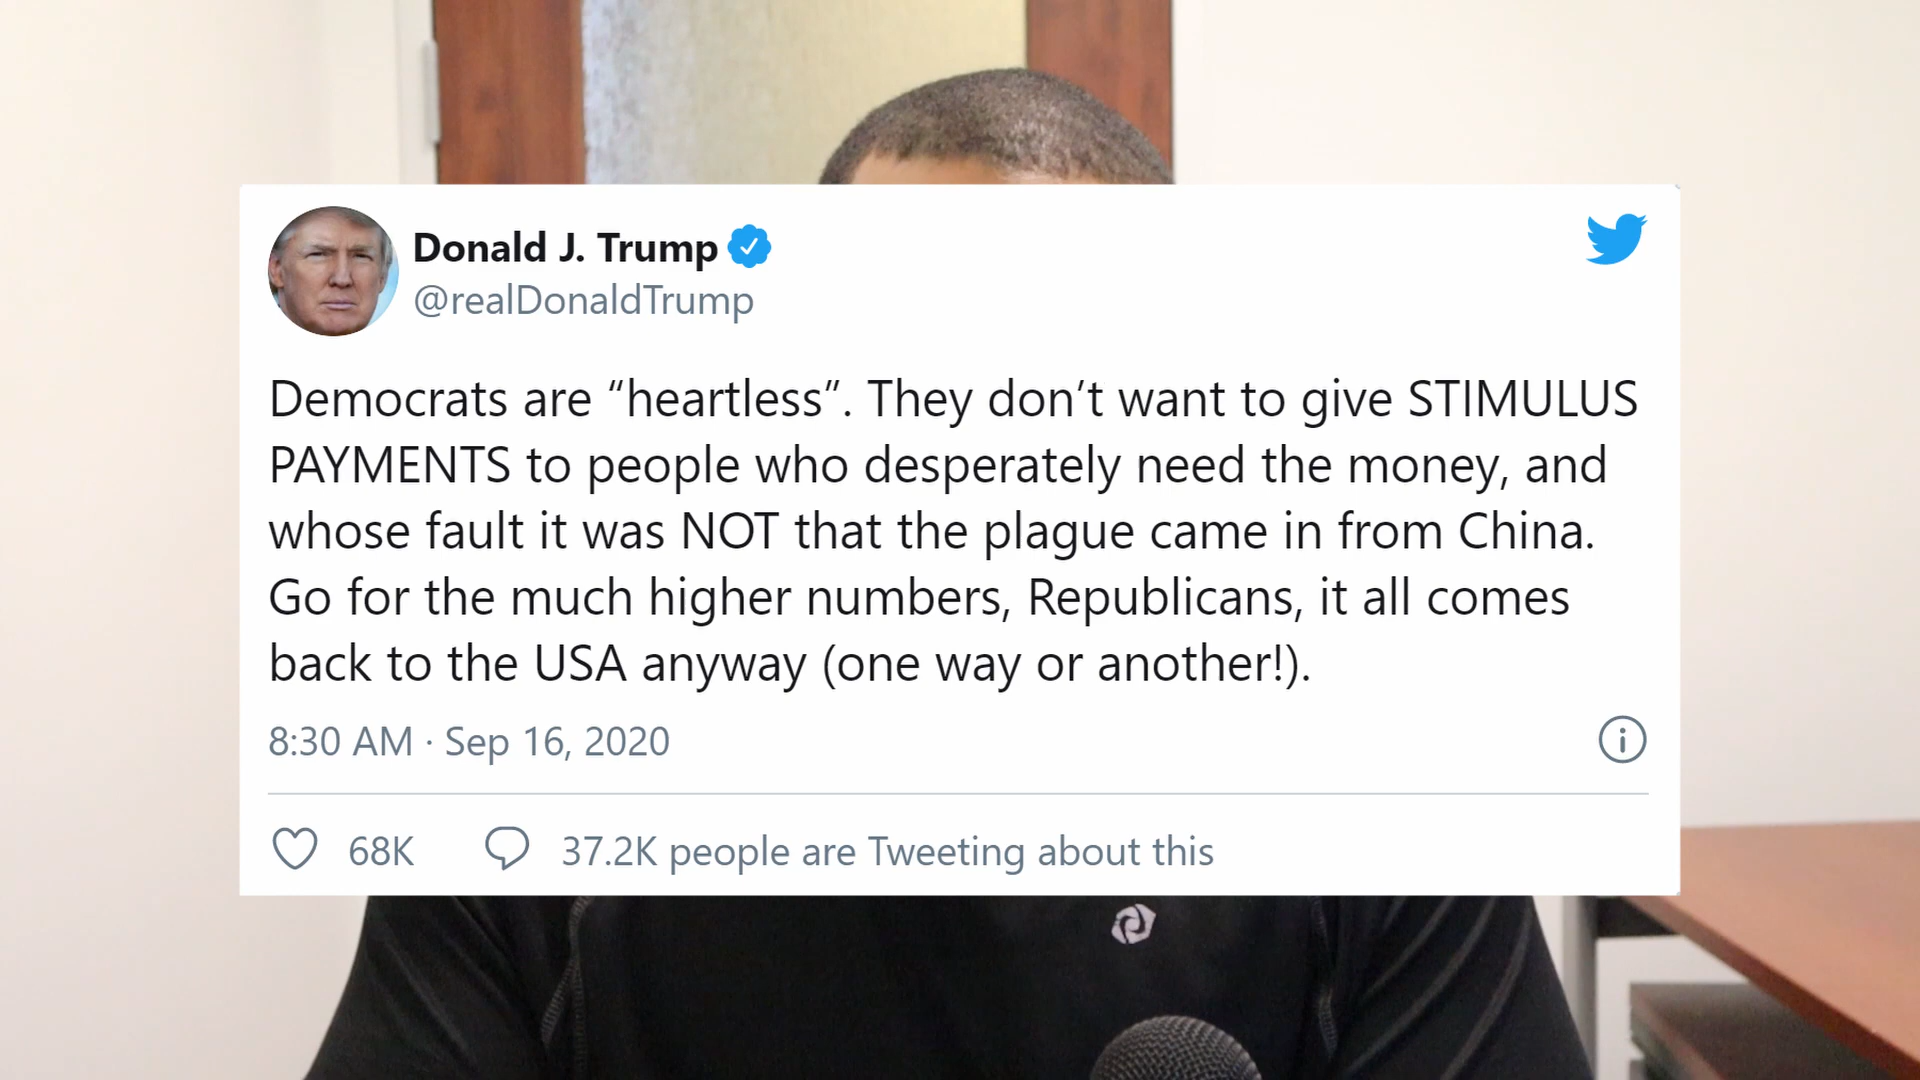 Donald J. Trump
@realDonaldTrump
Democrats are “heartless”. They don’t want to give STIMULUS
PAYMENTS to people who desperately need the money, and
whose fault it was NOT that the plague came in from China.
Go for the much higher numbers, Republicans, it all comes
back to the USA anyway (one way or another!).
8:30 AM · Sep 16, 2020
68K 37.2K people are Tweeting about this